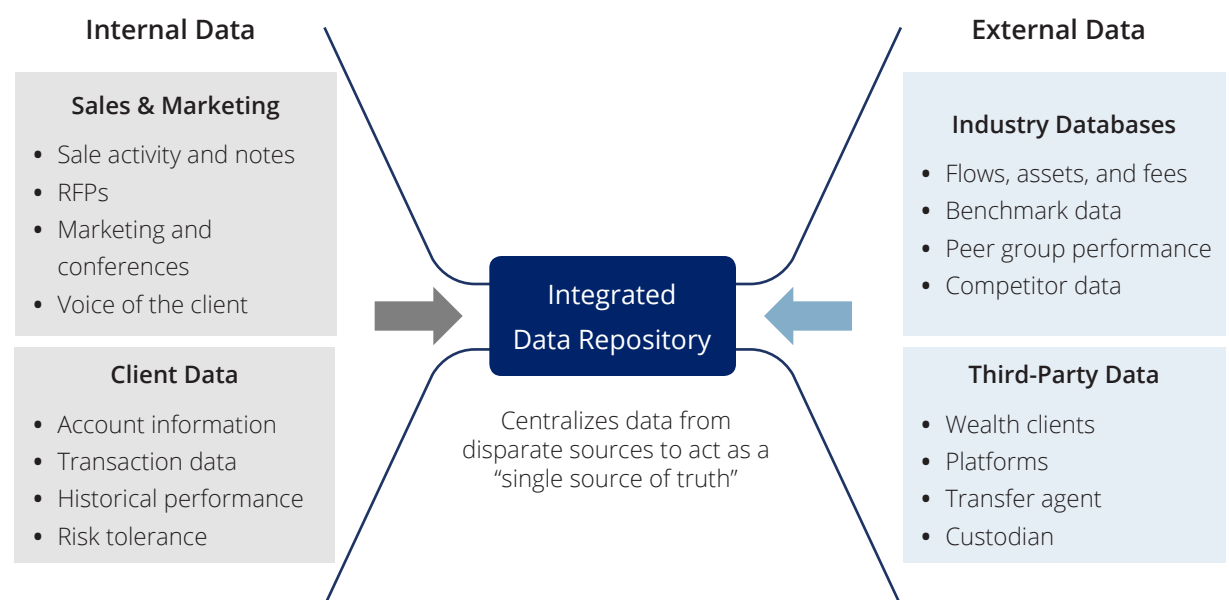 Internal Data
Sales & Marketing
• Sale activity and notes
• RFPs
• Marketing and
conferences
• Voice of the client
Client Data
• Account information
• Transaction data
• Historical performance
• Risk tolerance
Integrated
Data Repository
Centralizes data from
disparate sources to act as a
“single source of truth”
External Data
Industry Databases
• Flows, assets, and fees
• Benchmark data
• Peer group performance
• Competitor data
Third-Party Data
• Wealth clients
• Platforms
• Transfer agent
• Custodian